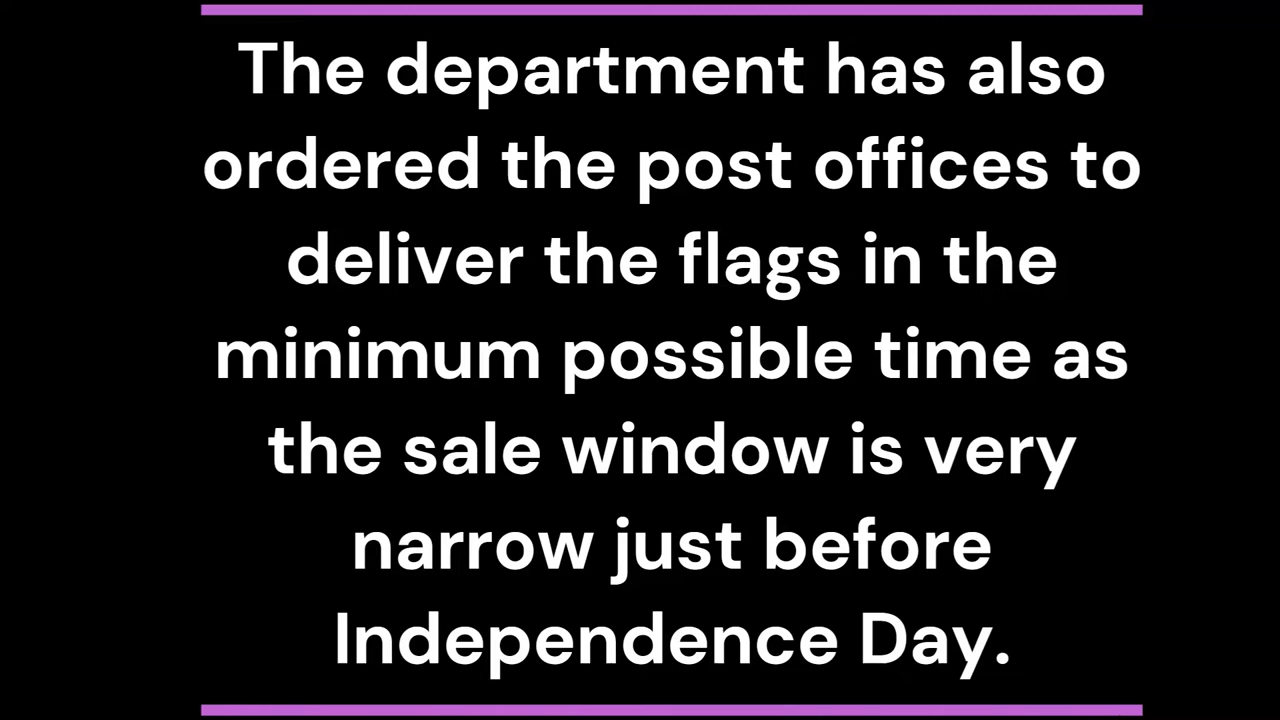 The department has also
ordered the post offices to
deliver the flags in the
minimum possible time as
the sale window is very
narrow just before
Independence Day.